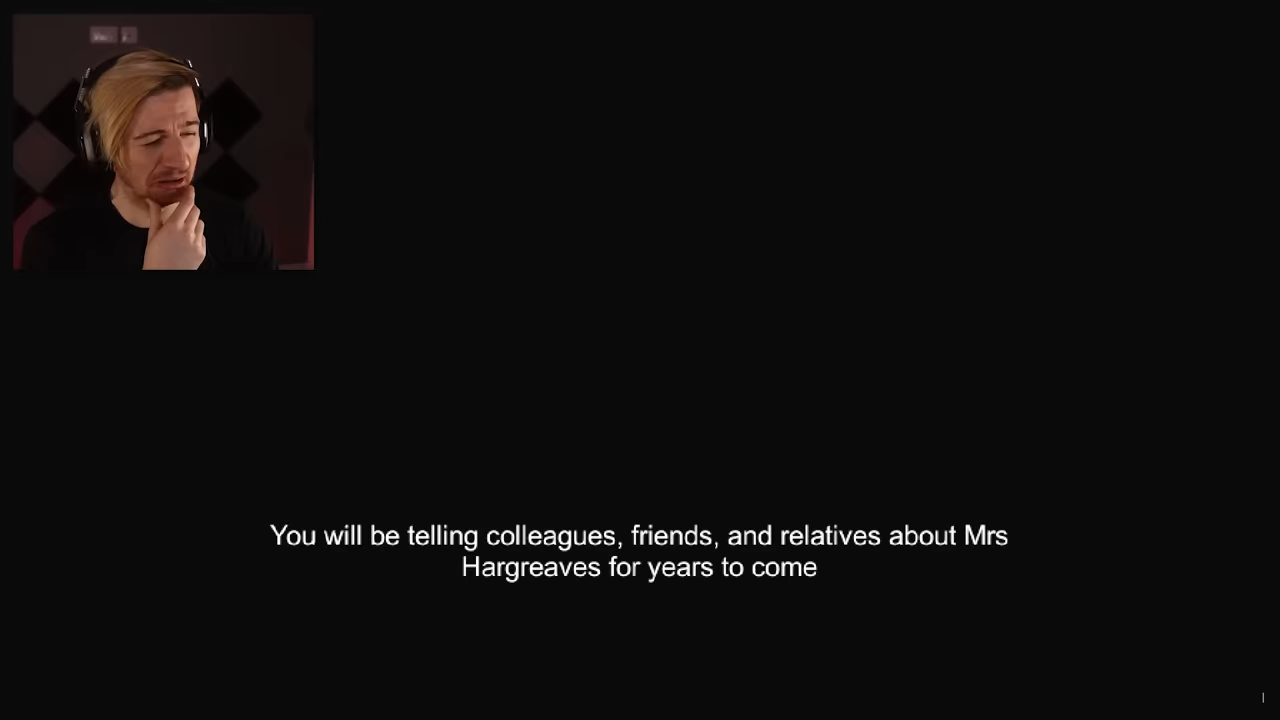 You will be telling colleagues, friends, and relatives about Mrs
Hargreaves for years to come